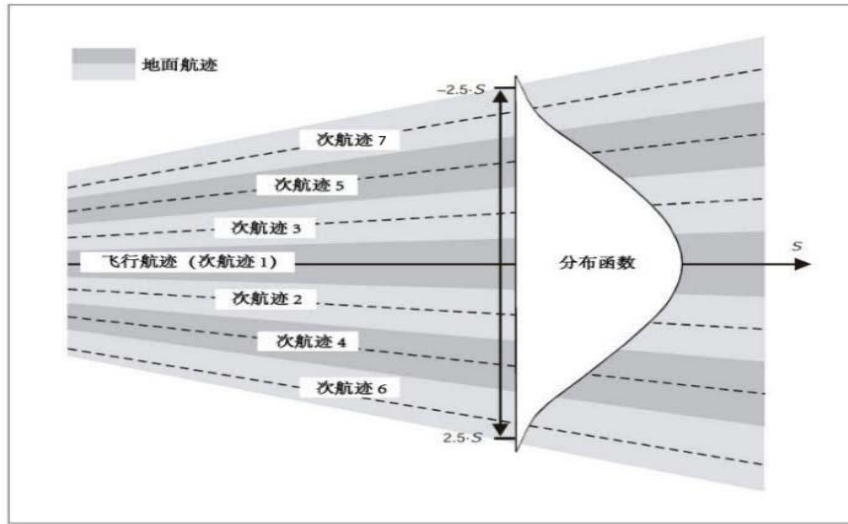 地面航迹
-2.5·S
次航迹 7
次航迹 5
次航迹 3
S
飞行航迹（次航迹 1）
分布函数
次航迹 2
次航迹 4
次航迹 6
2.5·S